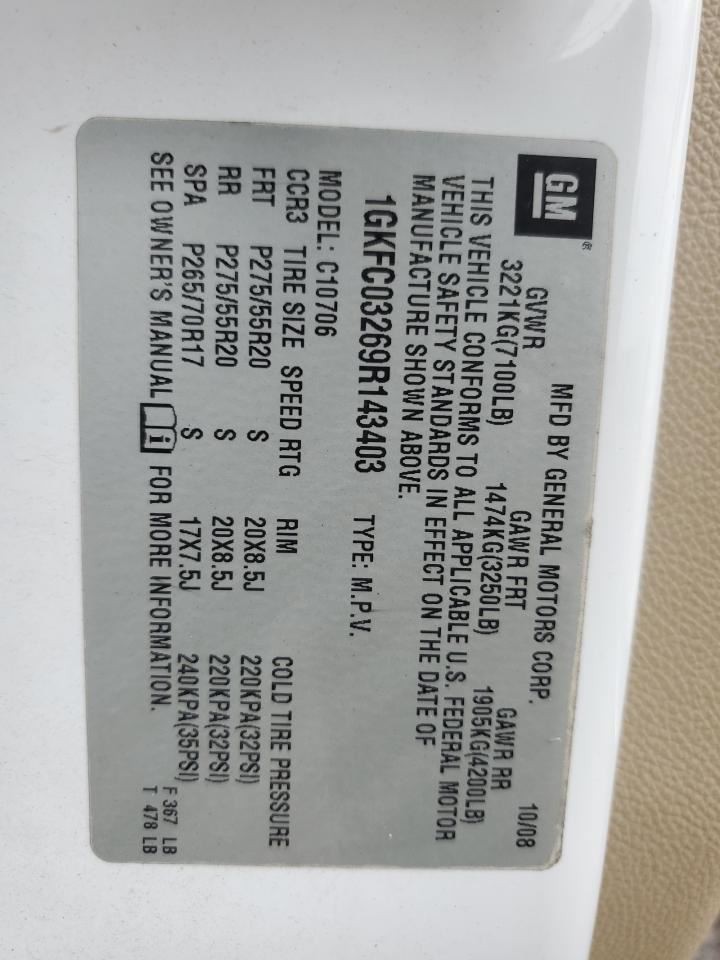 GM®
MFD BY GENERAL MOTORS CORP. 10/08
GVWR GAWR FRT GAWR RR
3221KG(7100LB) 1474KG(3250LB) 1905KG(4200LB)
THIS VEHICLE CONFORMS TO ALL APPLICABLE U.S. FEDERAL MOTOR
VEHICLE SAFETY STANDARDS IN EFFECT ON THE DATE OF
MANUFACTURE SHOWN ABOVE.
1GKFC03269R143403 TYPE: M.P.V.
MODEL: C10706
CCR3 TIRE SIZE SPEED RTG RIM COLD TIRE PRESSURE
FRT P275/55R20 S 20X8.5J 220KPA(32PSI)
RR P275/55R20 S 20X8.5J 220KPA(32PSI)
SPA P265/70R17 S 17X7.5J 240KPA(35PSI)
SEE OWNER'S MANUAL i FOR MORE INFORMATION.
F 367 LB
T 478 LB